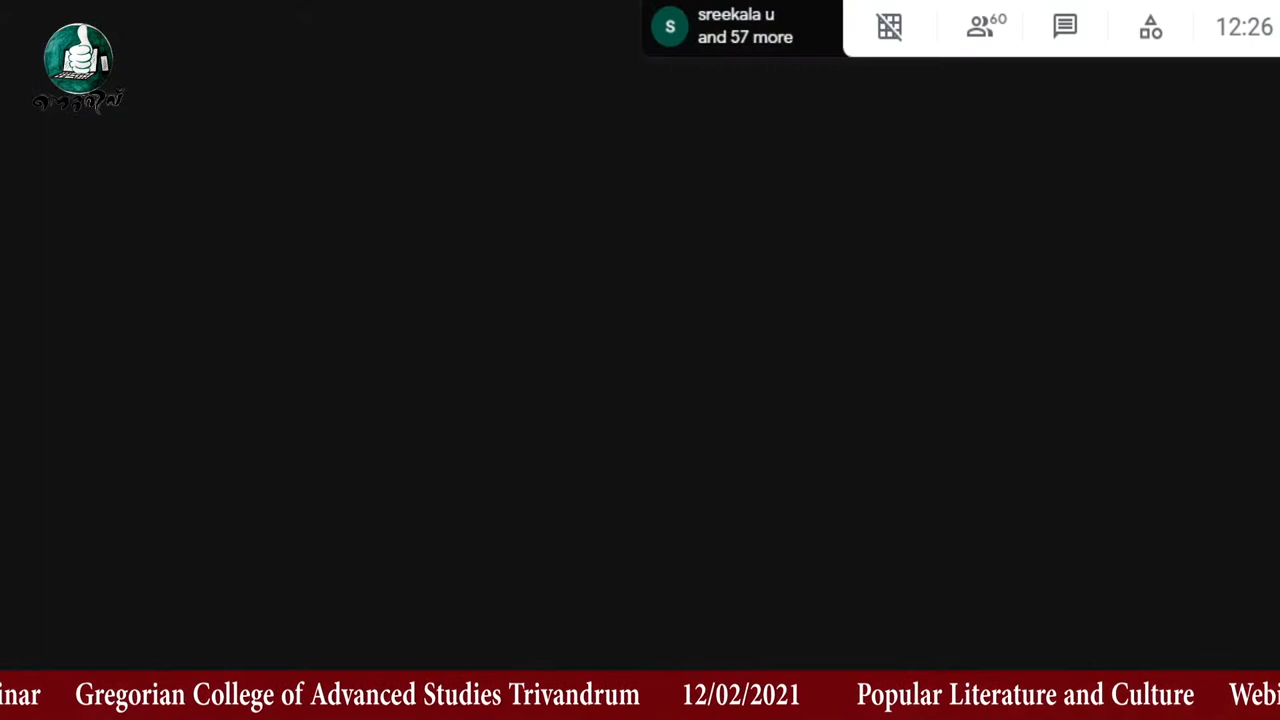 sreekala u
and 57 more
S
60
12:26
inar Gregorian College of Advanced Studies Trivandrum 12/02/2021 Popular Literature and Culture Webi